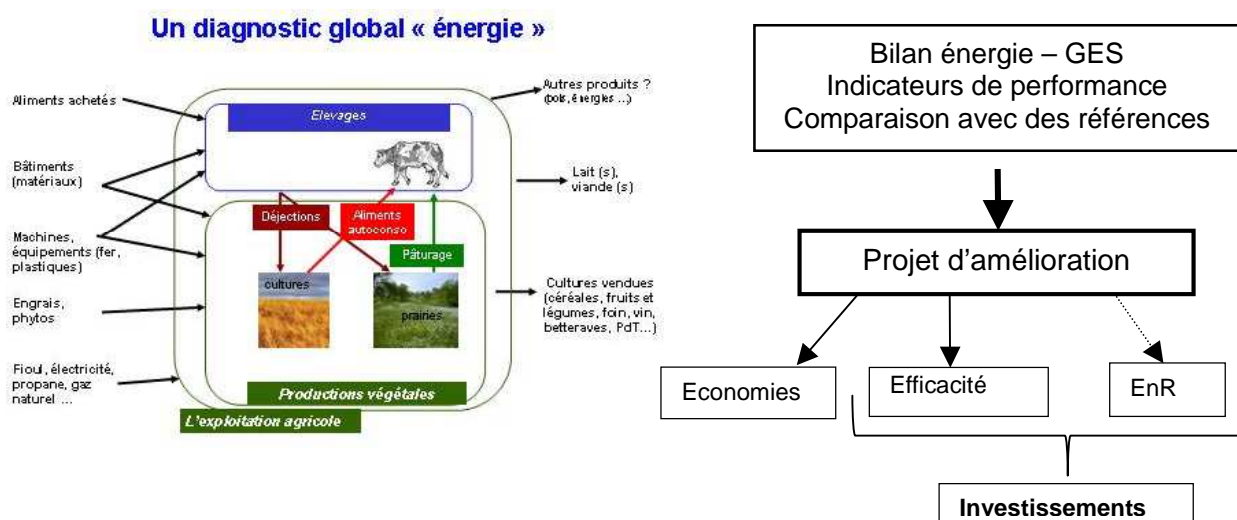 Un diagnostic global « énergie »
Aliments achetés
Bâtiments
(matériaux)
Machines,
équipements (fer,
plastiques)
Engrais,
phytos
Fioul, électricité,
propane, gaz
naturel ...
Elevages
Déjections
Aliments
autoconso
Pâturage
cultures
prairies
Productions végétales
L'exploitation agricole
Autres produits ?
(bois, énergies ...)
Lait (s),
viande (s)
Cultures vendues
(céréales, fruits et
légumes, foin, vin,
betteraves, PdT...)
Bilan énergie – GES
Indicateurs de performance
Comparaison avec des références
Projet d'amélioration
Economies
Efficacité
EnR
Investissements